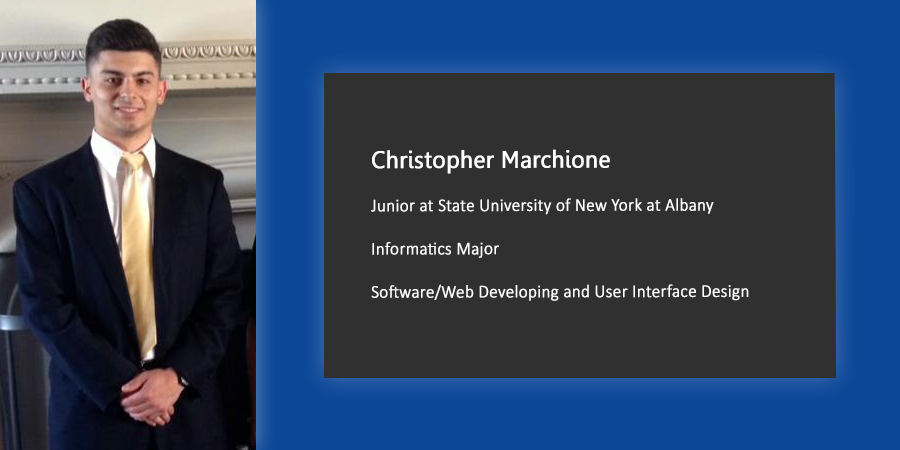 Christopher Marchione
Junior at State University of New York at Albany
Informatics Major
Software/Web Developing and User Interface Design